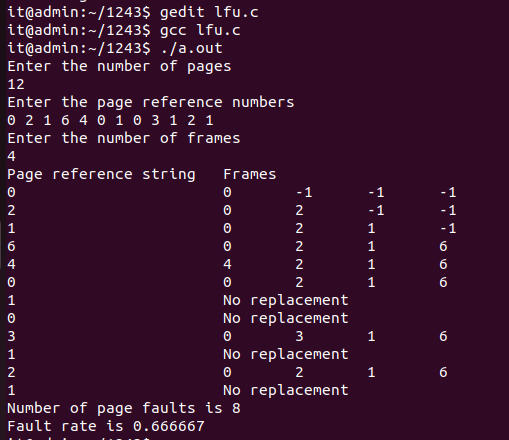 it@admin:~/1243$ gedit lfu.c
it@admin:~/1243$ gcc lfu.c
it@admin:~/1243$ ./a.out
Enter the number of pages
12
Enter the page reference numbers
0 2 1 6 4 0 1 0 3 1 2 1
Enter the number of frames
4
Page reference string Frames
0 0 -1 -1 -1
2 0 2 -1 -1
1 0 2 1 -1
6 0 2 1 6
4 4 2 1 6
0 0 2 1 6
1 No replacement
0 No replacement
3 0 3 1 6
1 No replacement
2 0 2 1 6
1 No replacement
Number of page faults is 8
Fault rate is 0.666667